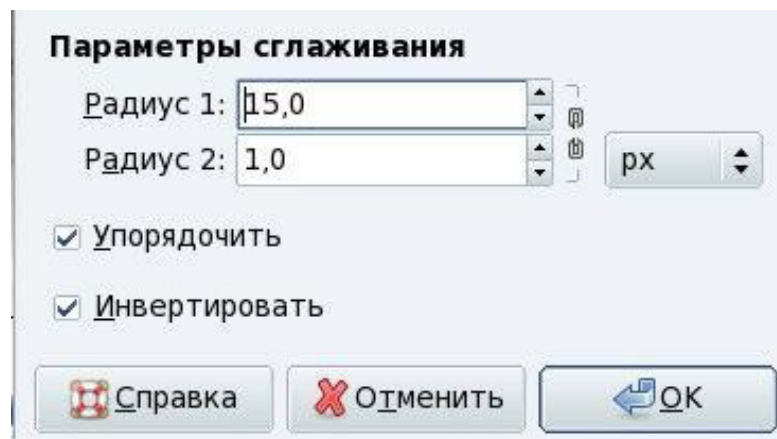 Параметры сглаживания
Радиус 1: 15,0
Радиус 2: 1,0 px
Упорядочить
Инвертировать
Справка Отменить OK